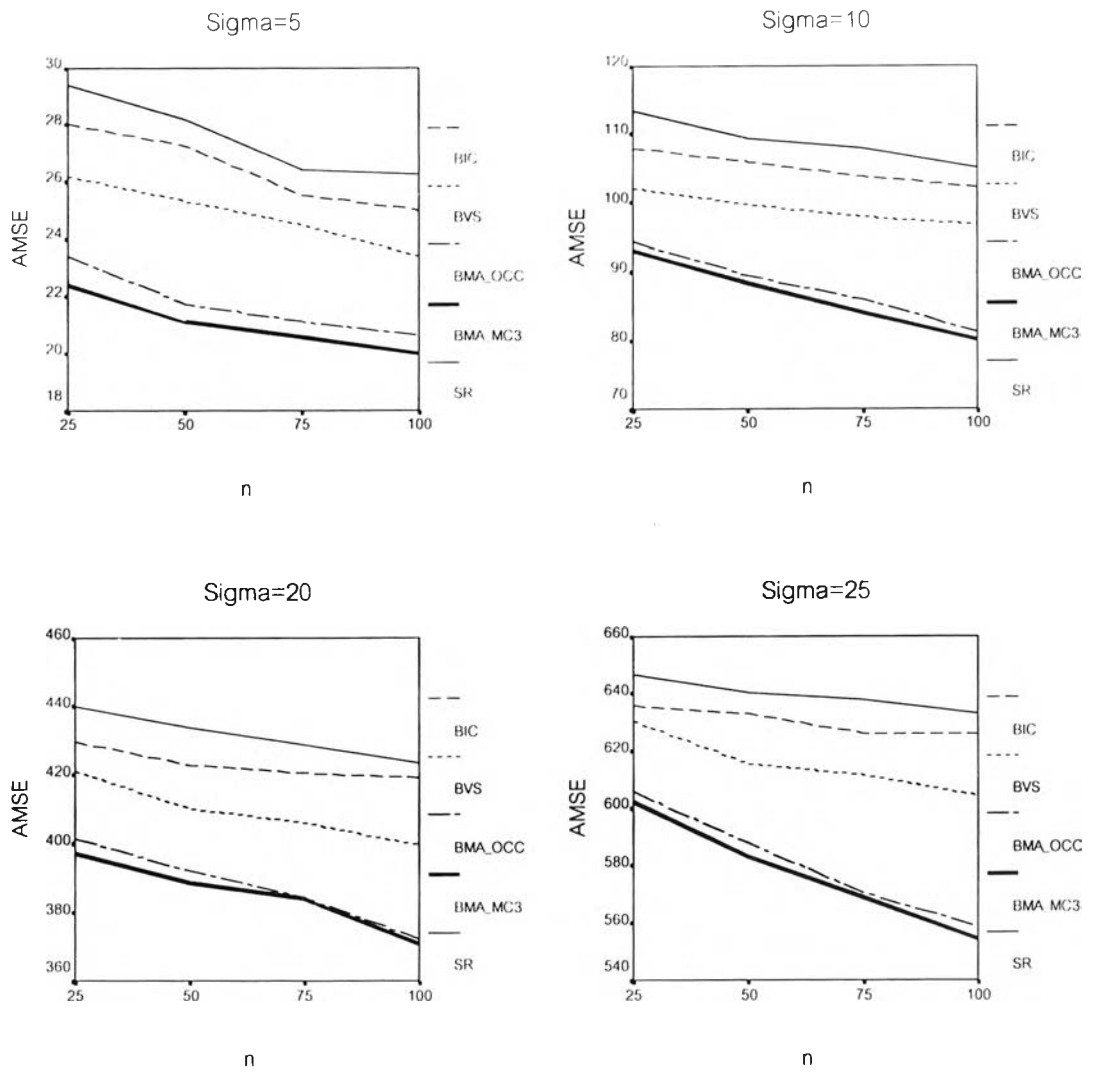 Sigma=5
30
28
26
24
22
20
18
AMSE
25
50
75
100
n
BIC
BVS
BMA_OCC
BMA_MC3
SR
Sigma=10
120
110
100
90
80
70
AMSE
25
50
75
100
n
BIC
BVS
BMA_OCC
BMA_MC3
SR
Sigma=20
460
440
420
400
380
360
AMSE
25
50
75
100
n
BIC
BVS
BMA_OCC
BMA_MC3
SR
Sigma=25
660
640
620
600
580
560
540
AMSE
25
50
75
100
n
BIC
BVS
BMA_OCC
BMA_MC3
SR